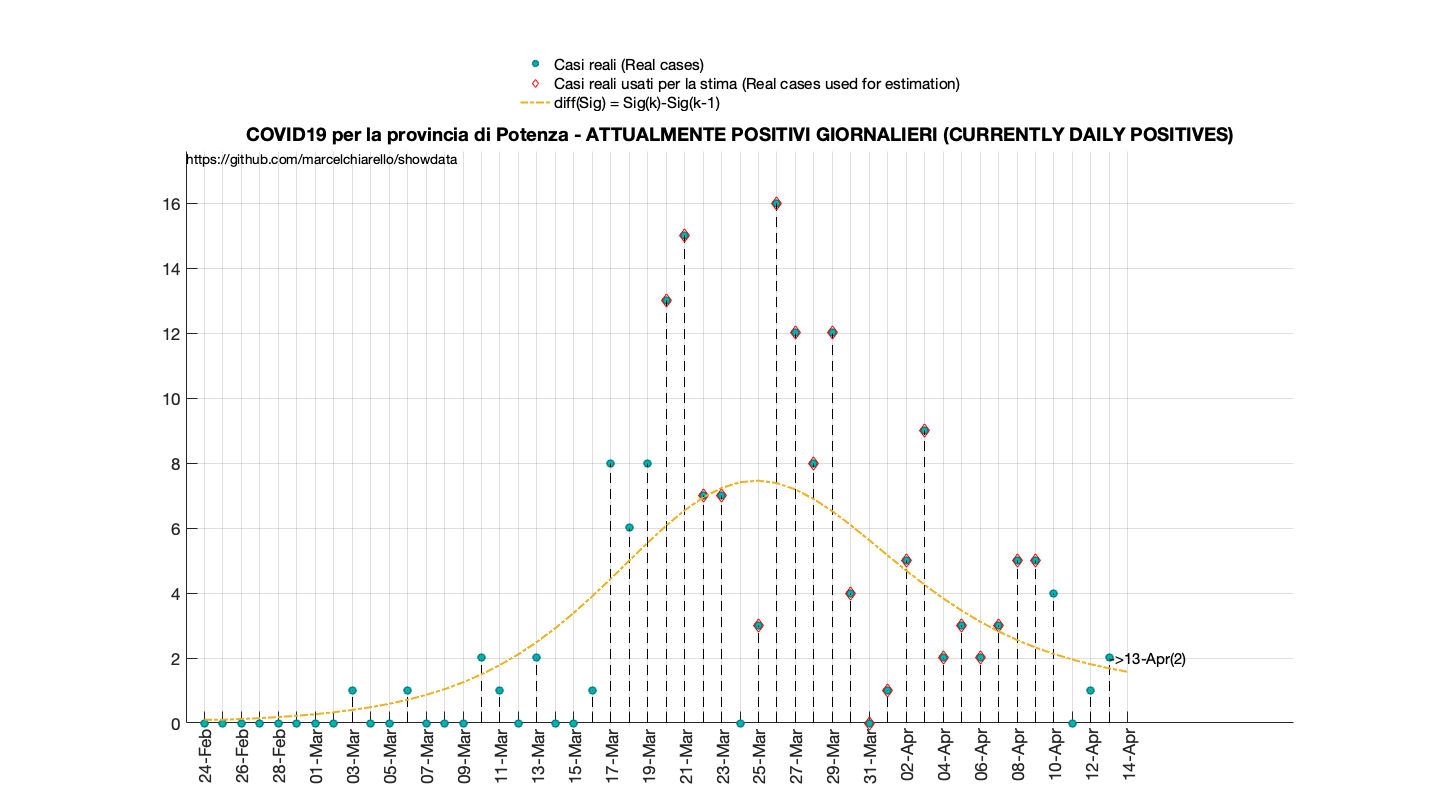 Casi reali (Real cases)
Casi reali usati per la stima (Real cases used for estimation)
diff(Sig) = Sig(k)-Sig(k-1)
COVID19 per la provincia di Potenza - ATTUALMENTE POSITIVI GIORNALIERI (CURRENTLY DAILY POSITIVES)
https://github.com/marcelchiarello/showdata
16
14
12
10
8
6
4
2
0
->13-Apr(2)
24-Feb
26-Feb
28-Feb
01-Mar
03-Mar
05-Mar
07-Mar
09-Mar
11-Mar
13-Mar
15-Mar
17-Mar
19-Mar
21-Mar
23-Mar
25-Mar
27-Mar
29-Mar
31-Mar
02-Apr
04-Apr
06-Apr
08-Apr
10-Apr
12-Apr
14-Apr